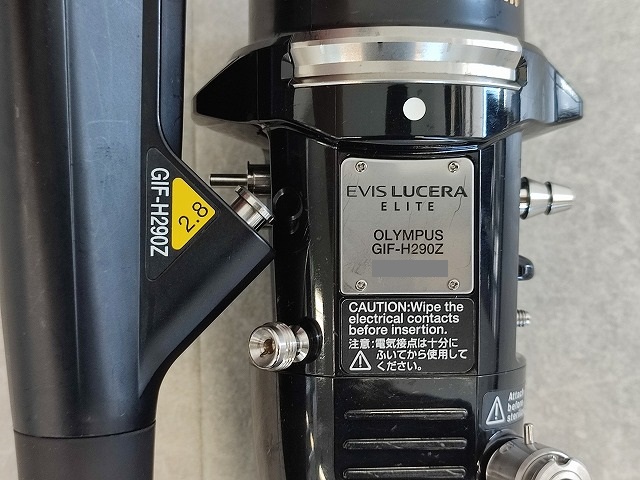 GIF-H290Z
2.8
EVIS LUCERA
ELITE
OLYMPUS
GIF-H290Z
CAUTION:Wipe the
electrical contacts
before insertion.
注意:電気接点は十分に
ふいてから使用して
ください。
Attach
before